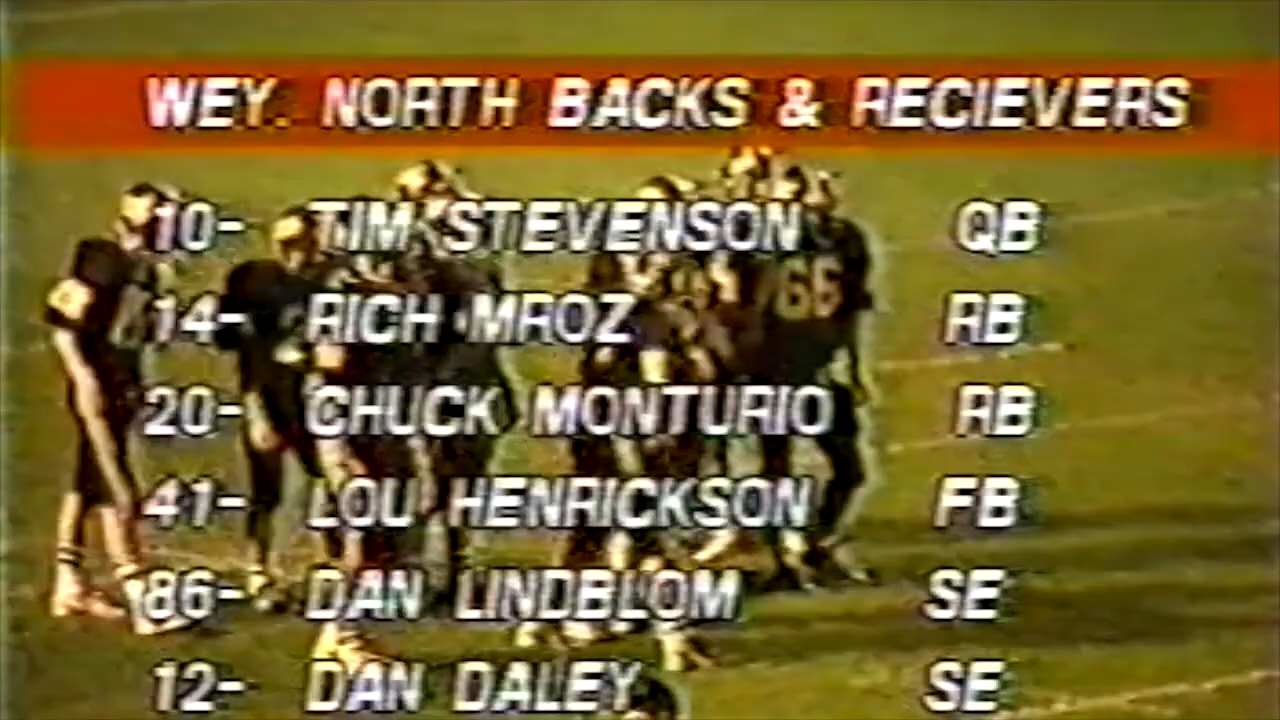 WEY. NORTH BACKS & RECIEVERS
10- TIM STEVENSON QB
14- RICH MROZ RB
20- CHUCK MONTURIO RB
41- LOU HENRICKSON FB
86- DAN LINDBLOM SE
12- DAN DALEY SE
66